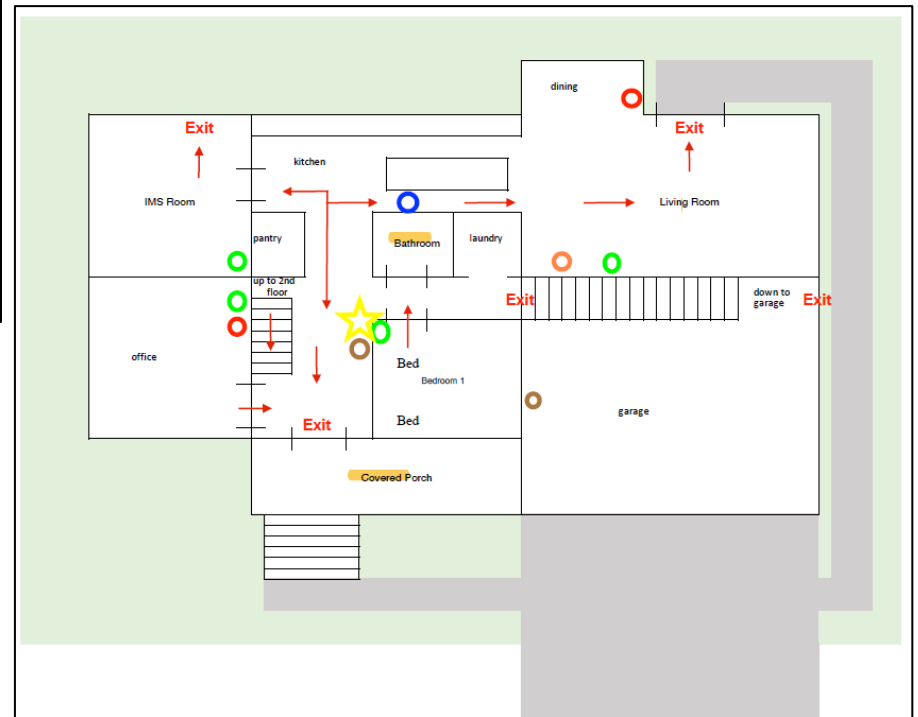 dining
Exit
Exit
kitchen
IMS Room
Living Room
pantry
Bathroom
laundry
up to 2nd
floor
Exit
down to
garage
Exit
office
Bed
Bedroom 1
garage
Bed
Exit
Covered Porch